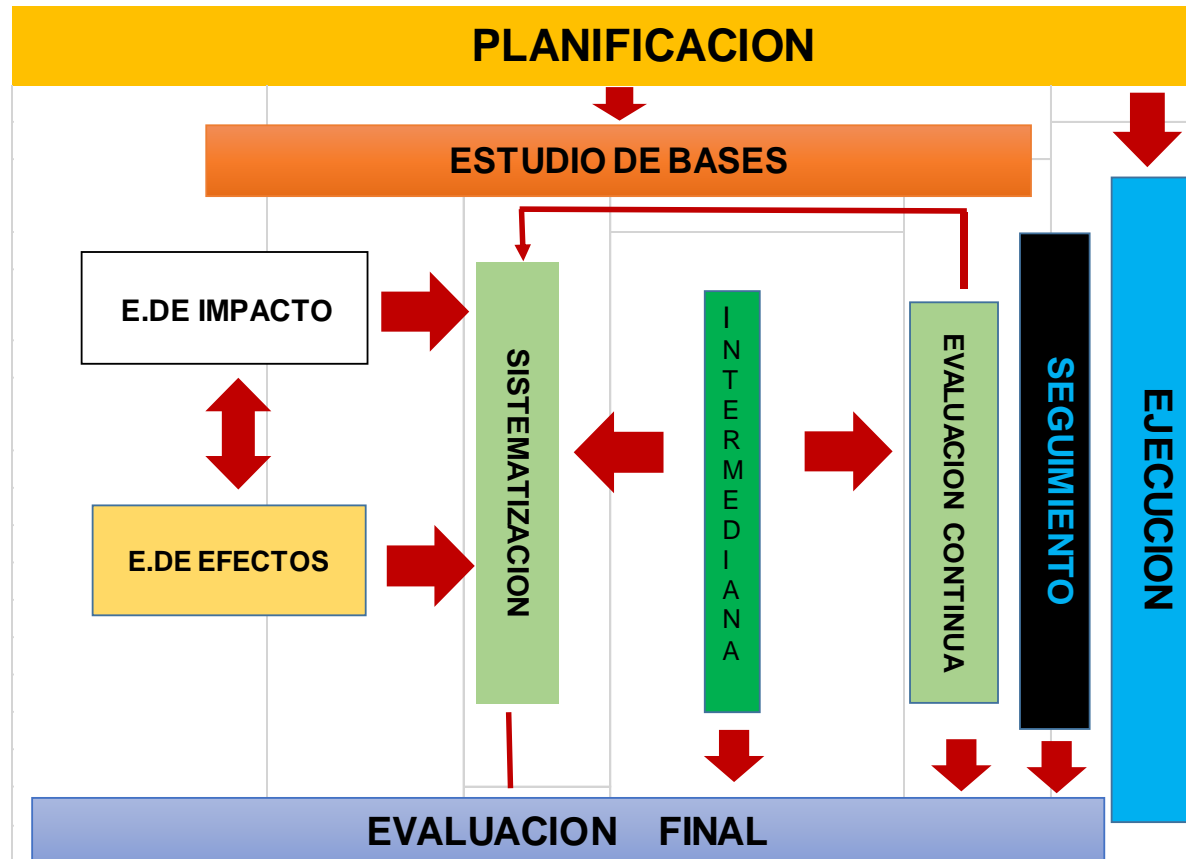 PLANIFICACION
ESTUDIO DE BASES
E.DE IMPACTO
E.DE EFECTOS
SISTEMATIZACION
INTERMEDIANA
EVALUACION CONTINUA
SEGUIMIENTO
EJECUCION
EVALUACION FINAL